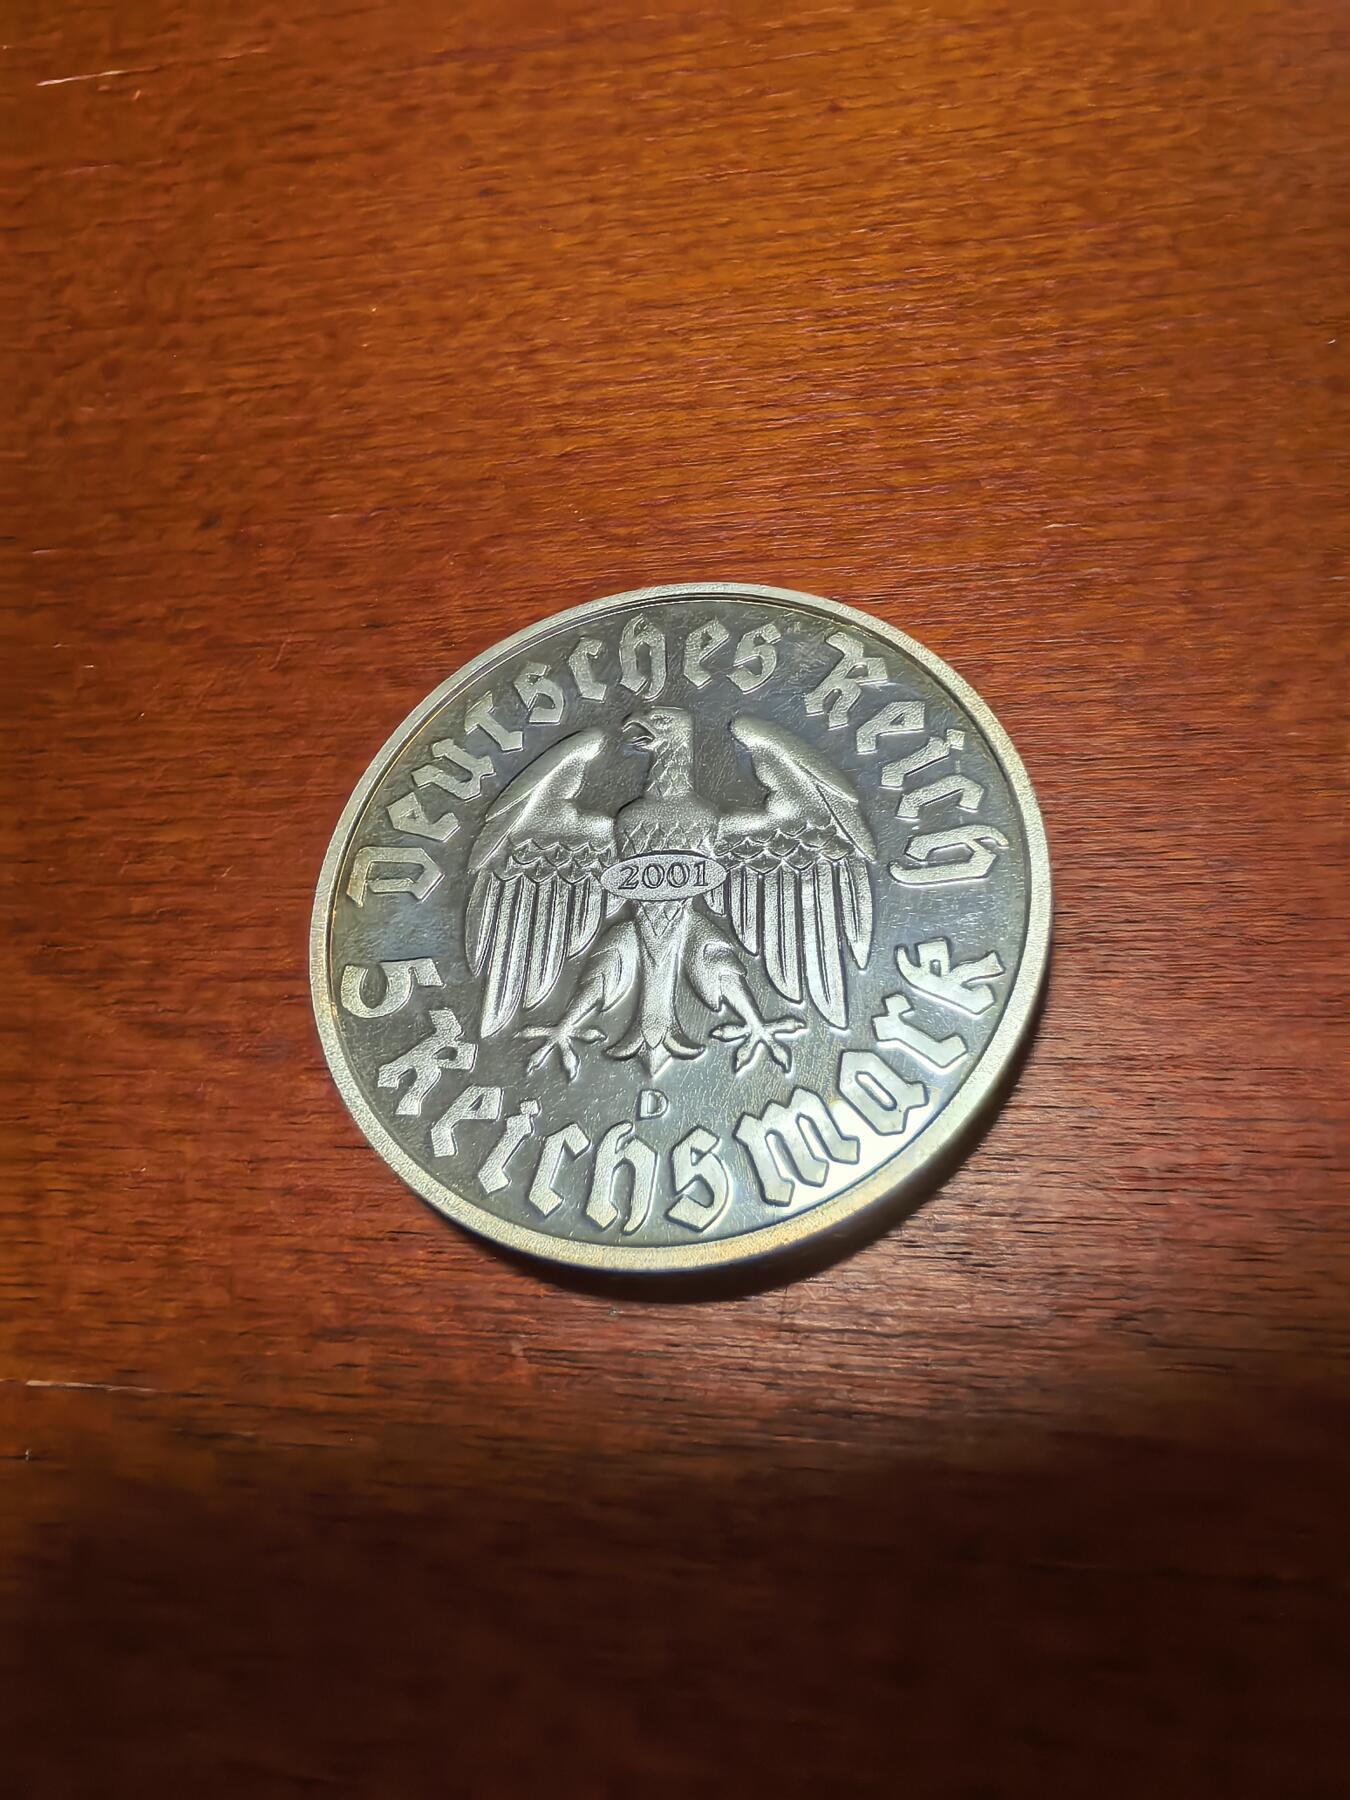 Deutsches Reich
2001
D
5 Reichsmark